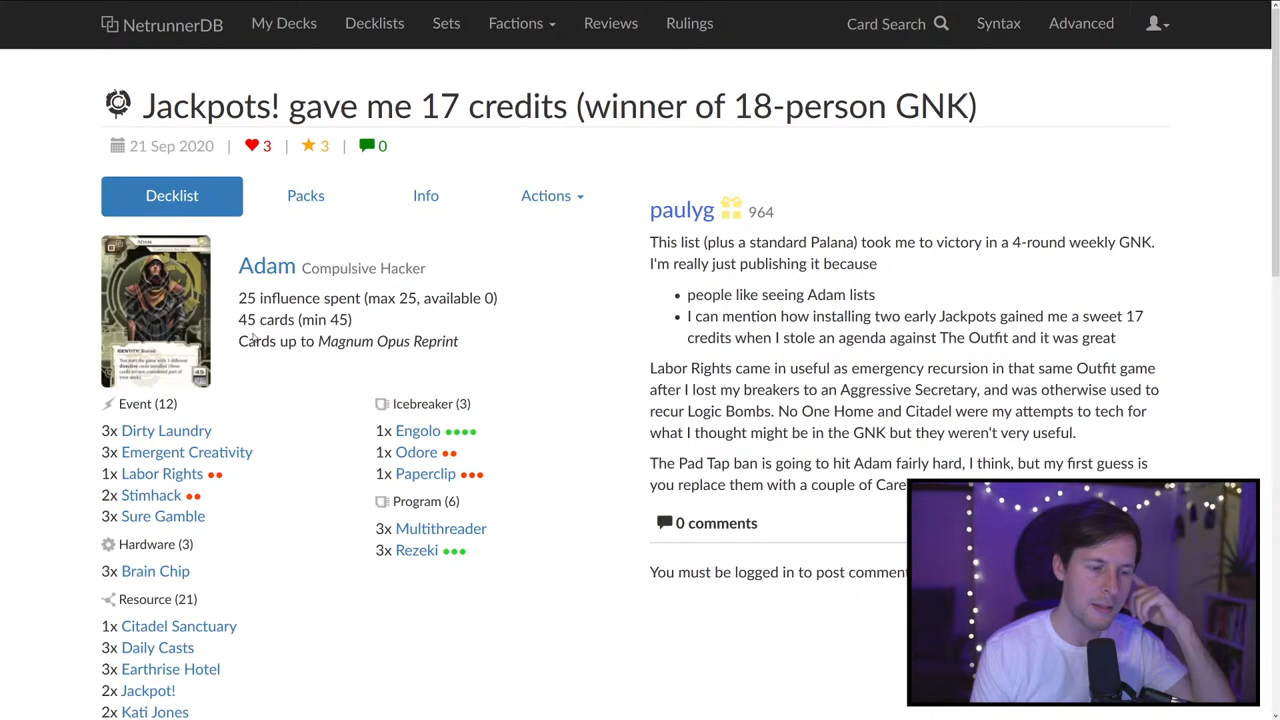 NetrunnerDB My Decks Decklists Sets Factions Reviews Rulings Card Search Syntax Advanced
Jackpots! gave me 17 credits (winner of 18-person GNK)
21 Sep 2020 | 3 | 3 | 0
Decklist Packs Info Actions
ADAM
Adam Compulsive Hacker
25 influence spent (max 25, available 0)
45 cards (min 45)
Cards up to Magnum Opus Reprint
Event (12)
3x Dirty Laundry
3x Emergent Creativity
1x Labor Rights
2x Stimhack
3x Sure Gamble
Hardware (3)
3x Brain Chip
Resource (21)
1x Citadel Sanctuary
3x Daily Casts
3x Earthrise Hotel
2x Jackpot!
2x Kati Jones
Icebreaker (3)
1x Engolo
1x Odore
1x Paperclip
Program (6)
3x Multithreader
3x Rezeki
paulyg 964
This list (plus a standard Palana) took me to victory in a 4-round weekly GNK.
I'm really just publishing it because
• people like seeing Adam lists
• I can mention how installing two early Jackpots gained me a sweet 17
credits when I stole an agenda against The Outfit and it was great
Labor Rights came in useful as emergency recursion in that same Outfit game
after I lost my breakers to an Aggressive Secretary, and was otherwise used to
recur Logic Bombs. No One Home and Citadel were my attempts to tech for
what I thought might be in the GNK but they weren't very useful.
The Pad Tap ban is going to hit Adam fairly hard, I think, but my first guess is
you replace them with a couple of Care
0 comments
You must be logged in to post commen